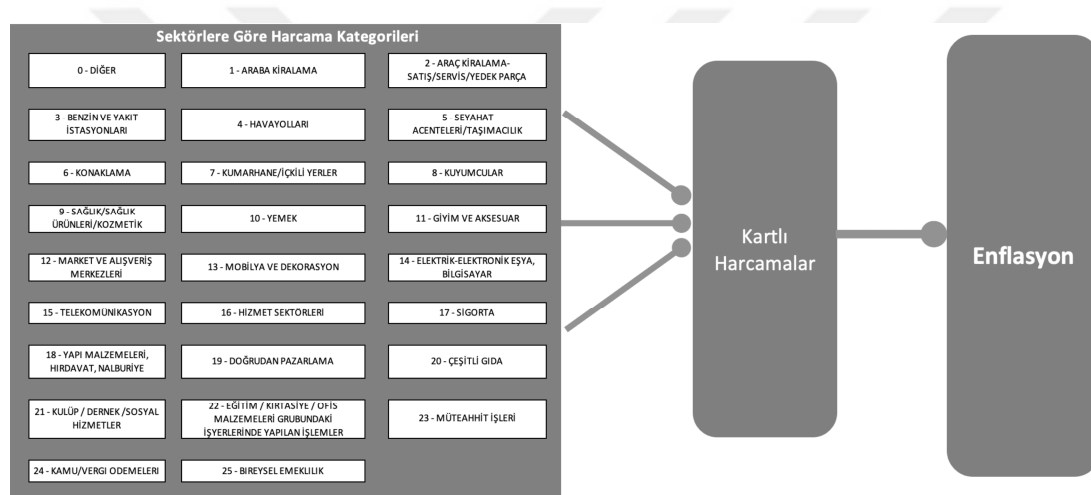 Sektörlere Göre Harcama Kategorileri
0 - DİĞER
1 - ARABA KİRALAMA
2 - ARAÇ KİRALAMA-
SATIŞ/SERVİS/YEDEK PARÇA
3 - BENZİN VE YAKIT
İSTASYONLARI
4 - HAVAYOLLARI
5 - SEYAHAT
ACENTELERİ/TAŞIMACILIK
6 - KONAKLAMA
7 - KUMARHANE/İÇKİLİ YERLER
8 - KUYUMCULAR
9 - SAĞLIK/SAĞLIK
ÜRÜNLERİ/KOZMETİK
10 - YEMEK
11 - GİYİM VE AKSESUAR
12 - MARKET VE ALIŞVERİŞ
MERKEZLERİ
13 - MOBİLYA VE DEKORASYON
14 - ELEKTRİK-ELEKTRONİK EŞYA,
BİLGİSAYAR
15 - TELEKOMÜNİKASYON
16 - HİZMET SEKTÖRLERİ
17 - SİGORTA
18 - YAPI MALZEMELERİ,
HIRDAVAT, NALBURİYE
19 - DOĞRUDAN PAZARLAMA
20 - ÇEŞİTLİ GIDA
21 - KULÜP / DERNEK /SOSYAL
HİZMETLER
22 - EĞİTİM / KIRTASİYE / OFİS
MALZEMELERİ GRUBUNDAKİ
İŞYERLERİNDE YAPILAN İŞLEMLER
23 - MÜTEAHHİT İŞLERİ
24 - KAMU/VERGİ ÖDEMELERİ
25 - BİREYSEL EMEKLİLİK
Kartlı
Harcamalar
Enflasyon